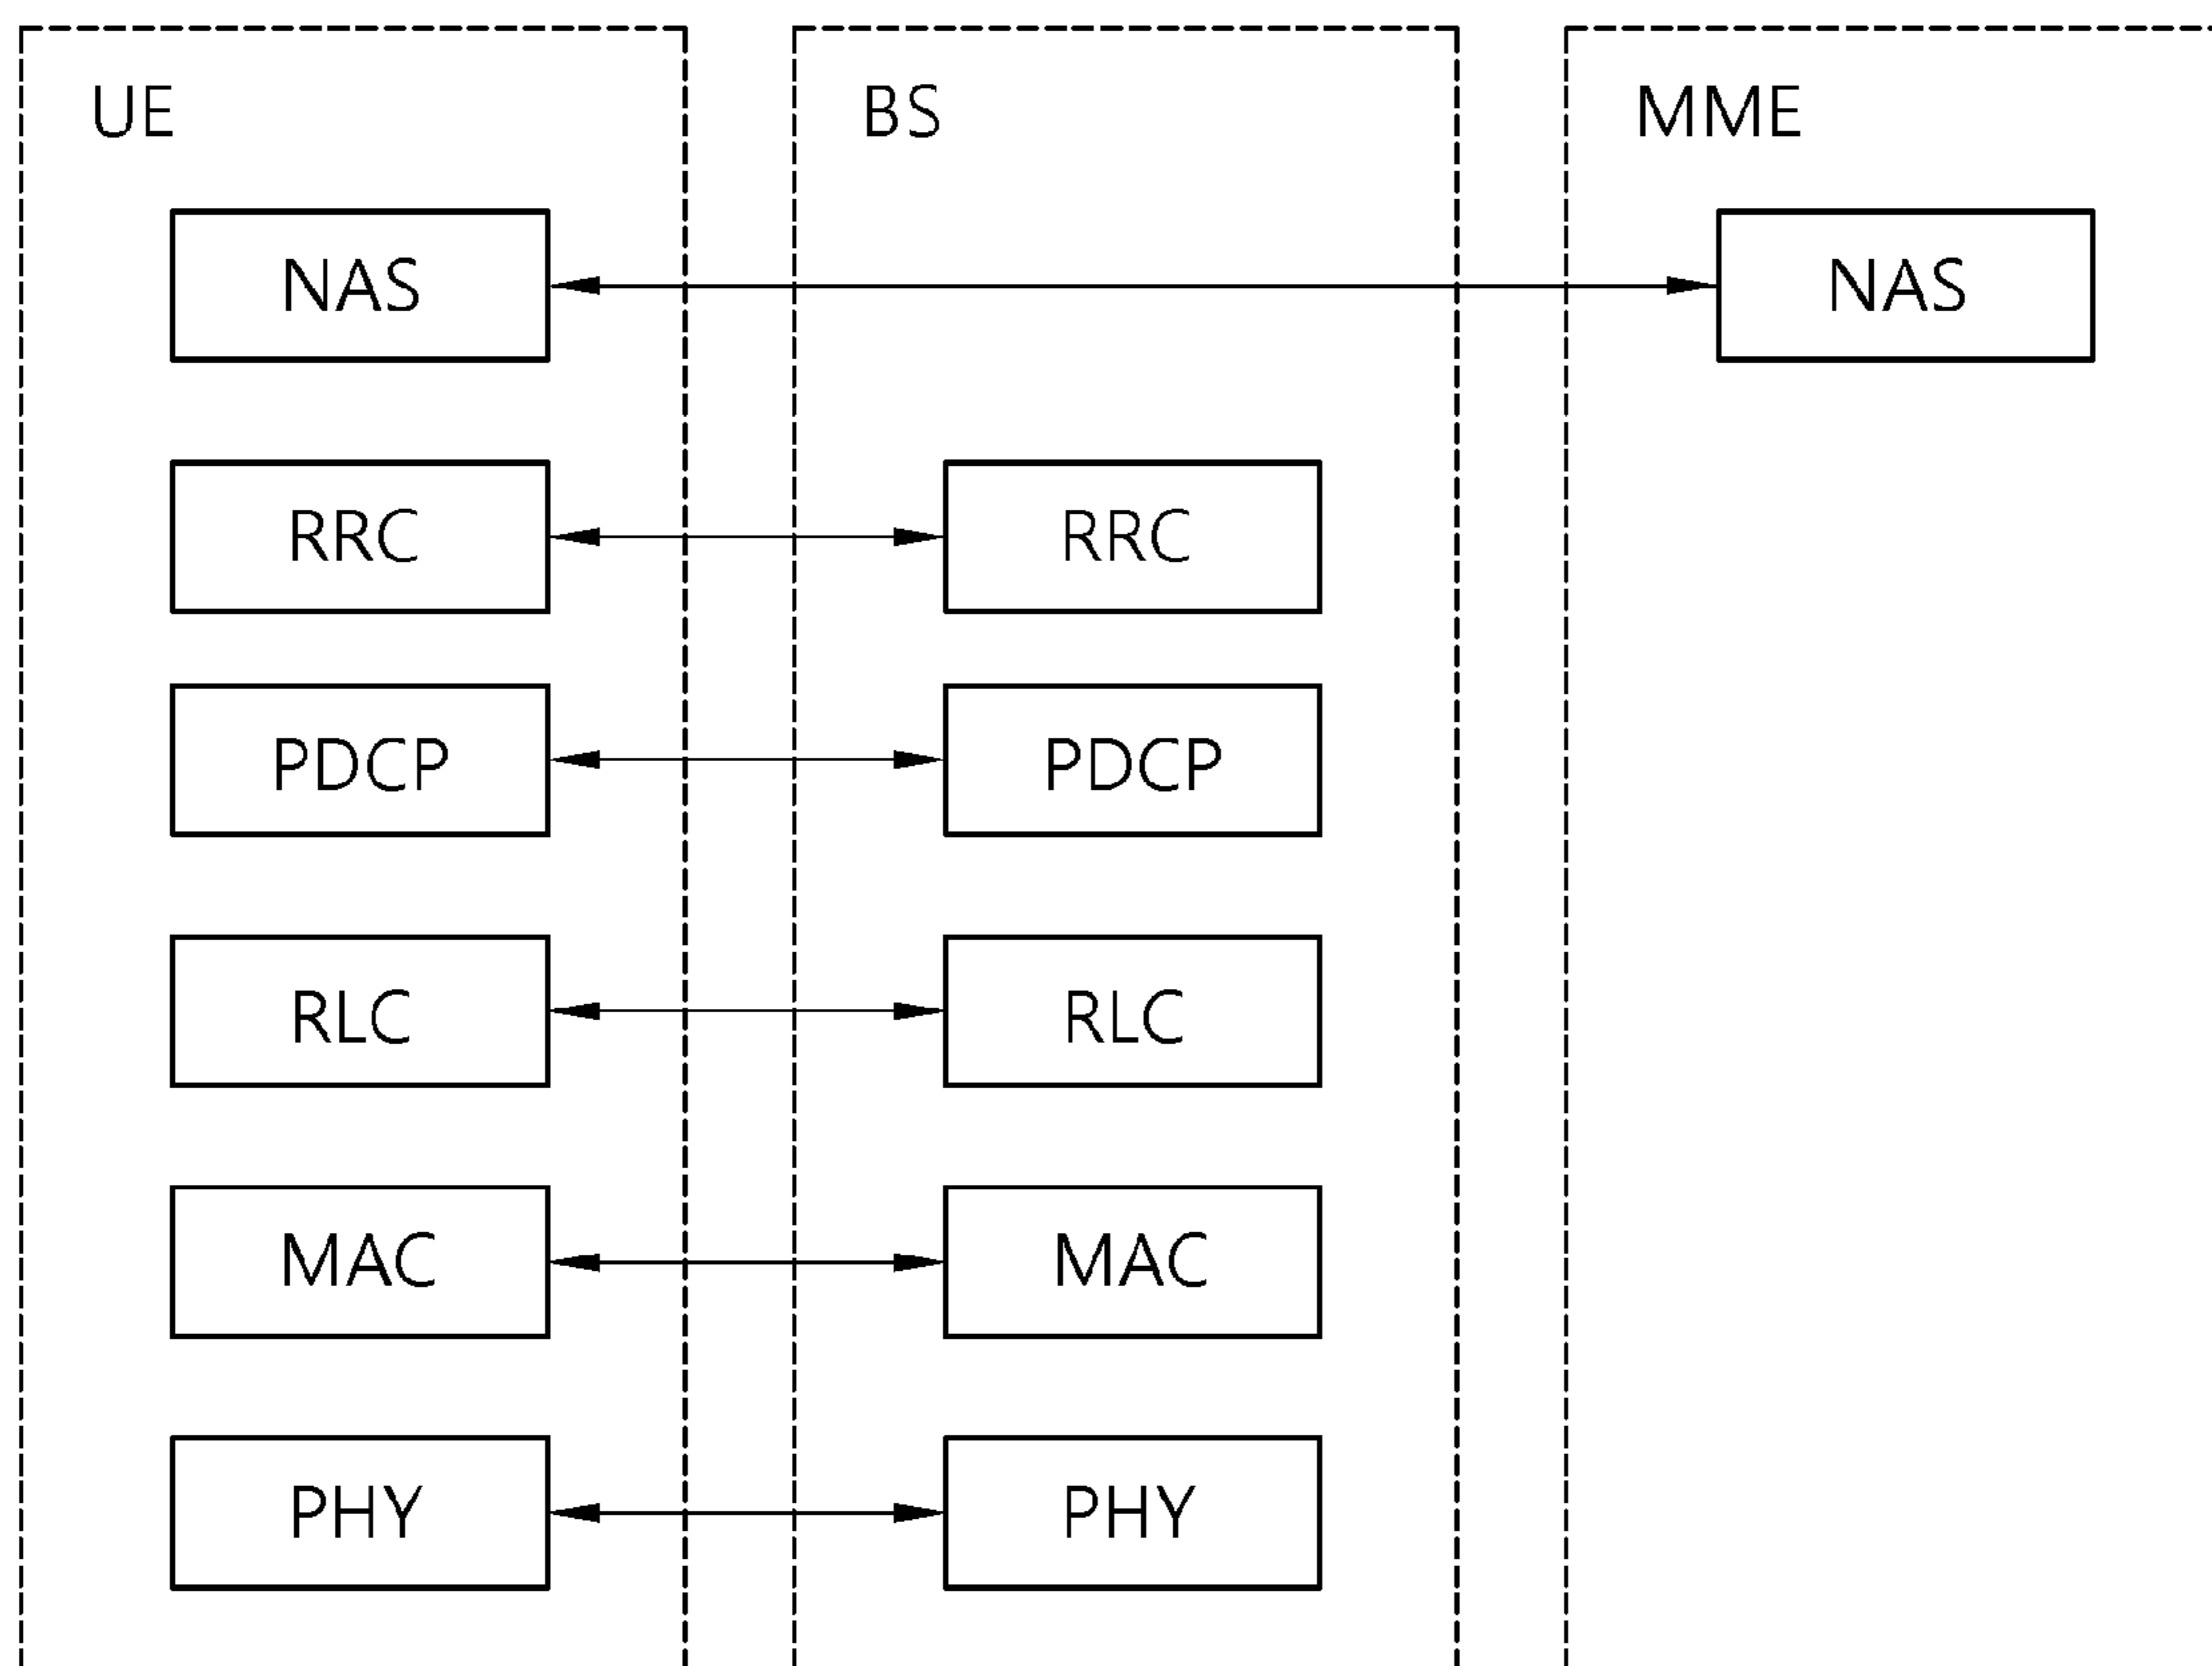 UE BS MME
NAS NAS
RRC RRC
PDCP PDCP
RLC RLC
MAC MAC
PHY PHY